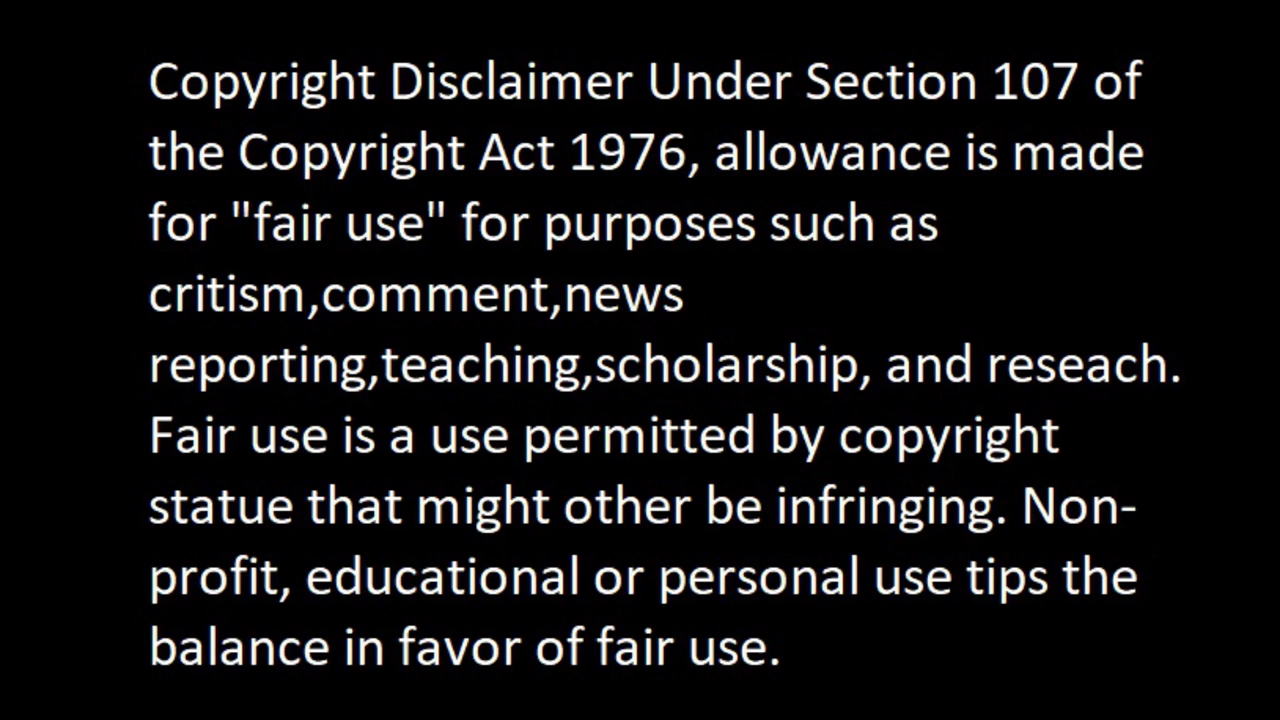 Copyright Disclaimer Under Section 107 of
the Copyright Act 1976, allowance is made
for "fair use" for purposes such as
critism,comment,news
reporting,teaching,scholarship, and reseach.
Fair use is a use permitted by copyright
statue that might other be infringing. Non-
profit, educational or personal use tips the
balance in favor of fair use.